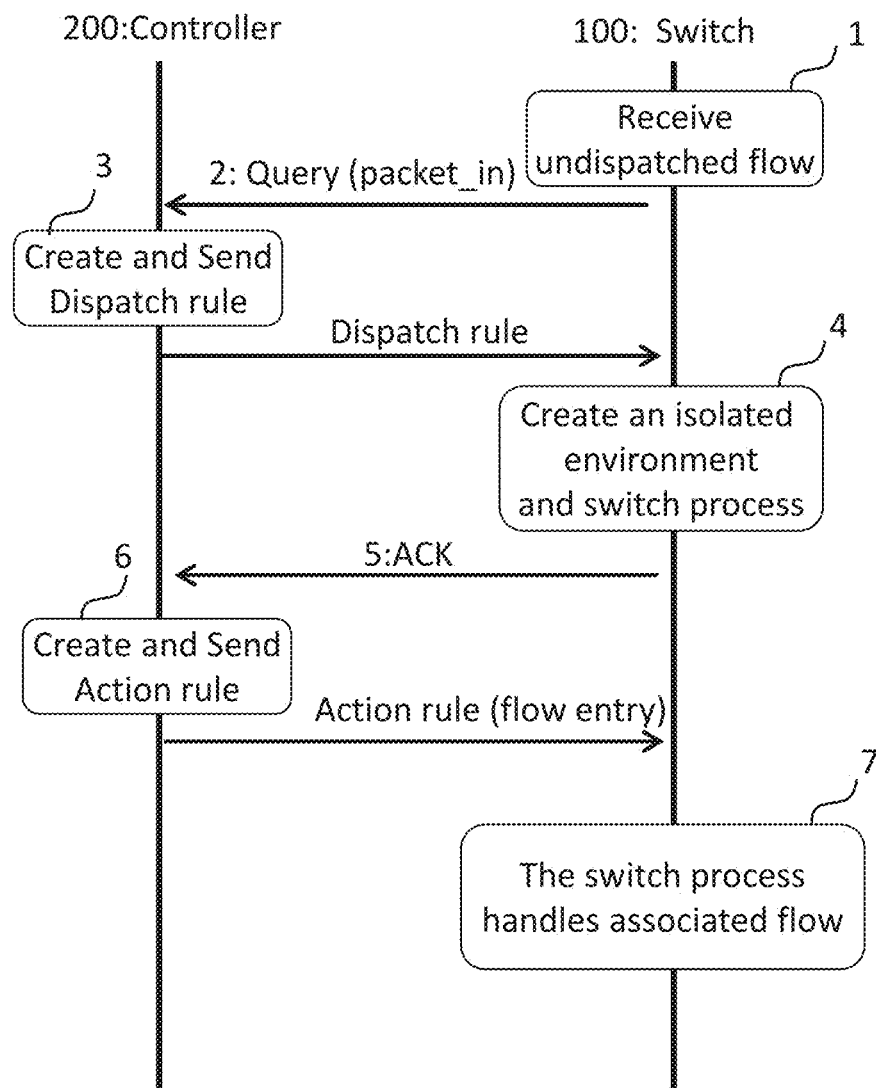 200:Controller
100: Switch
1
Receive
undispatched flow
2: Query (packet_in)
3
Create and Send
Dispatch rule
Dispatch rule
4
Create an isolated
environment
and switch process
5:ACK
6
Create and Send
Action rule
Action rule (flow entry)
7
The switch process
handles associated flow